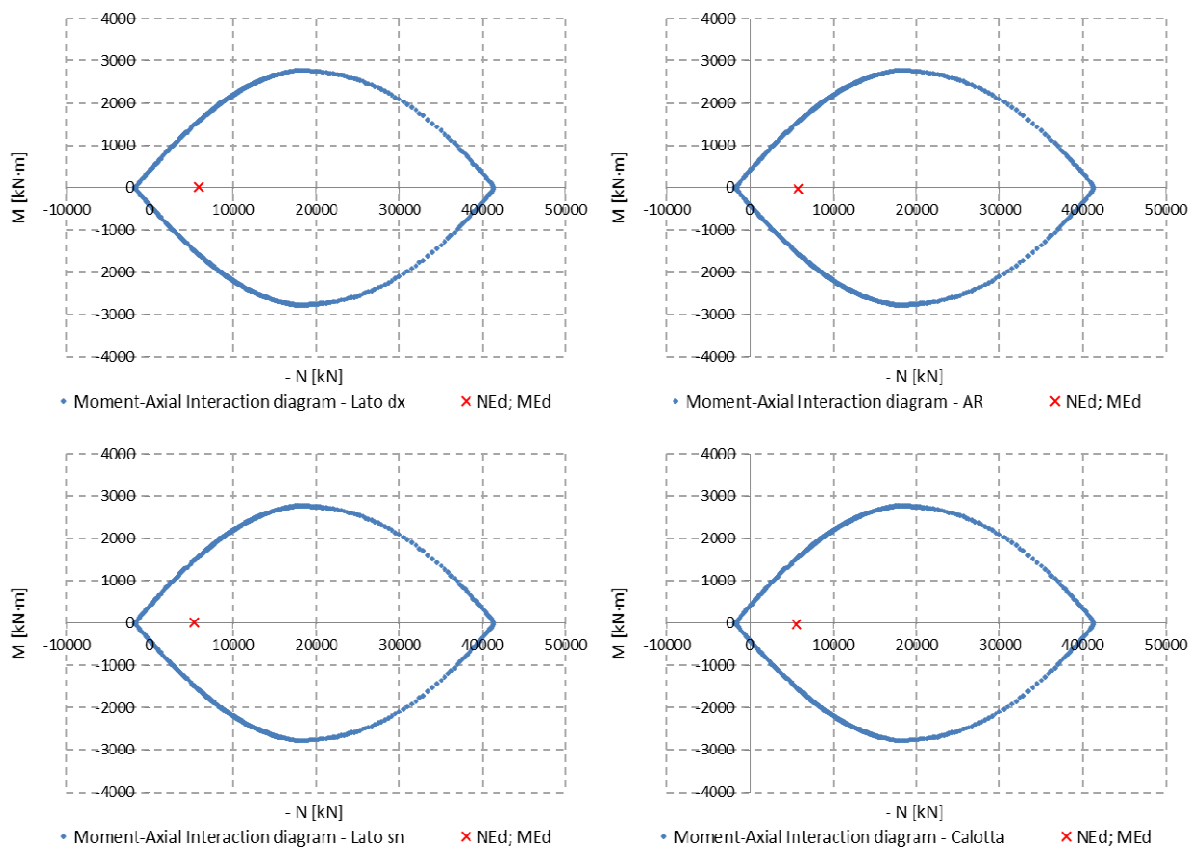 4000
3000
2000
1000
0
-1000
-2000
-3000
-4000
-10000 0 10000 20000 30000 40000 50000
M [kN·m]
- N [kN]
Moment-Axial Interaction diagram - Lato dx NEd; MEd
4000
3000
2000
1000
0
-1000
-2000
-3000
-4000
-10000 0 10000 20000 30000 40000 50000
M [kN·m]
- N [kN]
Moment-Axial Interaction diagram - AR NEd; MEd
4000
3000
2000
1000
0
-1000
-2000
-3000
-4000
-10000 0 10000 20000 30000 40000 50000
M [kN·m]
- N [kN]
Moment-Axial Interaction diagram - Lato sn NEd; MEd
4000
3000
2000
1000
0
-1000
-2000
-3000
-4000
-10000 0 10000 20000 30000 40000 50000
M [kN·m]
- N [kN]
Moment-Axial Interaction diagram - Calotta NEd; MEd